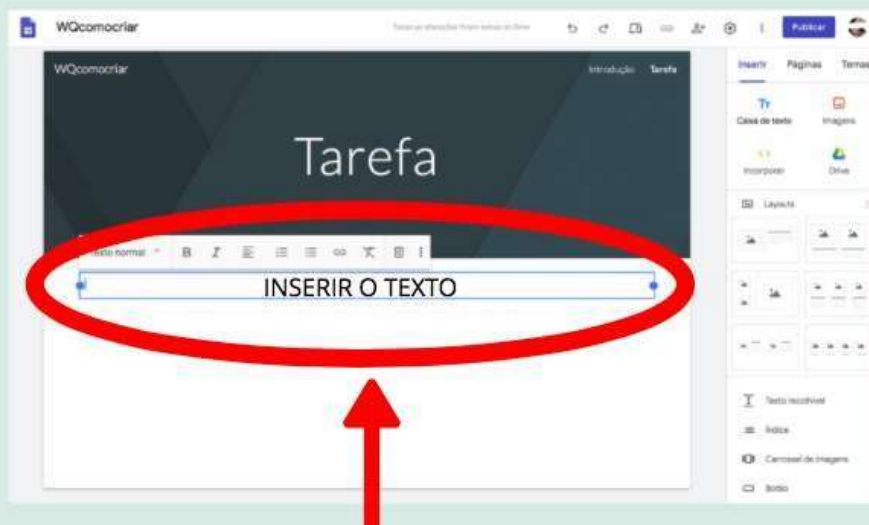 WQcomocriar
Publicar
WQcomocriar
Introdução Tarefa
Tarefa
Texto normal
B I
INSERIR O TEXTO
Inserir Páginas Temas
Tr
Caixa de texto Imagens
Incorporar Drive
Layouts
Texto recolhível
Índice
Carrossel de imagens
Botão